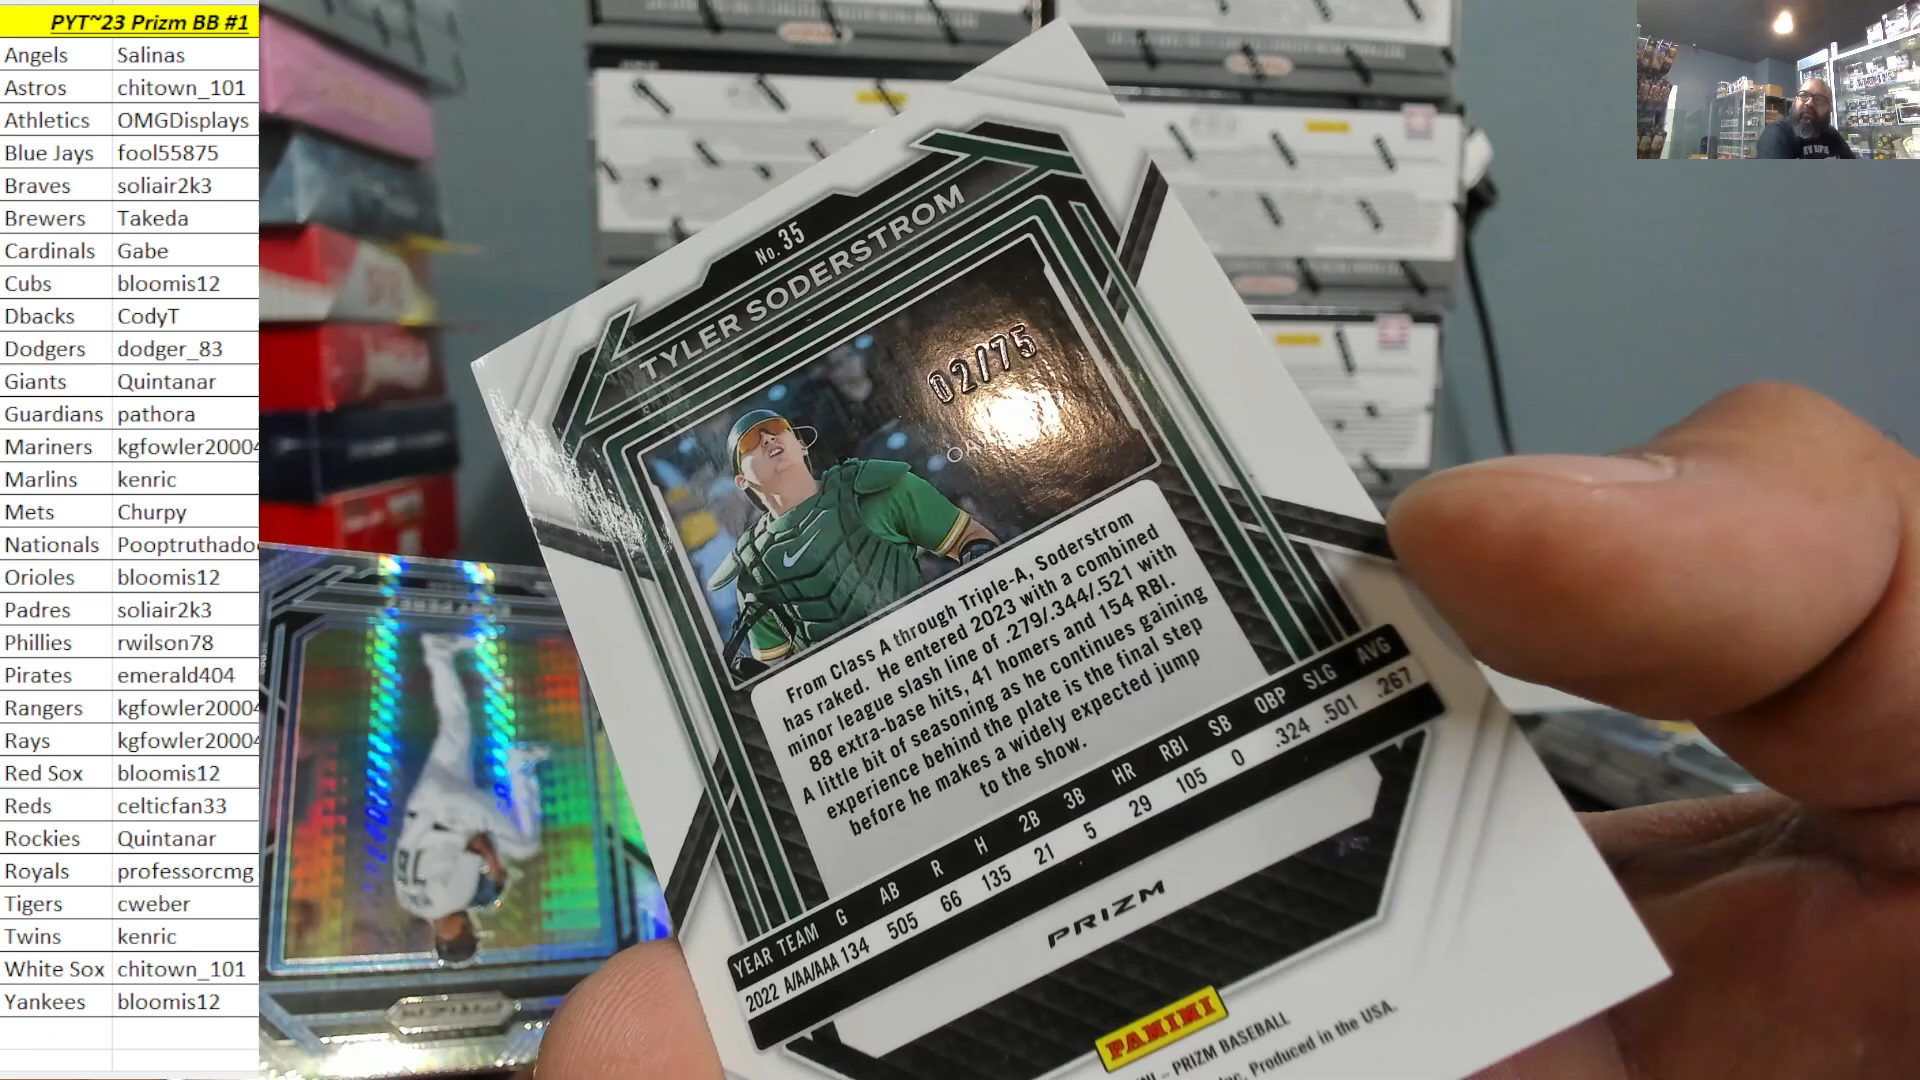 PYT~23 Prizm BB #1
Angels Salinas
Astros chitown_101
Athletics OMGDisplays
Blue Jays fool55875
Braves soliair2k3
Brewers Takeda
Cardinals Gabe
Cubs bloomis12
Dbacks CodyT
Dodgers dodger_83
Giants Quintanar
Guardians pathora
Mariners kgfowler20004
Marlins kenric
Mets Churpy
Nationals Pooptruthado
Orioles bloomis12
Padres soliair2k3
Phillies rwilson78
Pirates emerald404
Rangers kgfowler20004
Rays kgfowler20004
Red Sox bloomis12
Reds celticfan33
Rockies Quintanar
Royals professorcmg
Tigers cweber
Twins kenric
White Sox chitown_101
Yankees bloomis12
No. 35
TYLER SODERSTROM
02/75
From Class A through Triple-A, Soderstrom
has raked. He entered 2023 with a combined
minor league slash line of .279/.344/.521 with
88 extra-base hits, 41 homers and 154 RBI.
A little bit of seasoning as he continues gaining
experience behind the plate is the final step
before he makes a widely expected jump
to the show.
YEAR TEAM G AB R H 2B 3B HR RBI SB OBP SLG AVG
2022 A/AA/AAA 134 505 66 135 21 5 29 105 0 .324 .501 .267
PRIZM
PANINI
PRIZM BASEBALL
Produced in the USA.
16
PRIZM